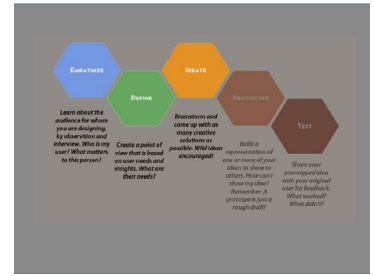 EMPATHIZE
Learn about the
audience for whom
you are designing,
by observation and
interview. Who is my
user? What matters
to this person?
DEFINE
Create a point of
view that is based
on user needs and
insights. What are
their needs?
IDEATE
Brainstorm and
come up with as
many creative
solutions as
possible. Wild ideas
encouraged!
PROTOTYPE
Build a
representation of
one or more of your
ideas to show to
others. How can I
show my idea?
Remember: A
prototype is just a
rough draft!
TEST
Share your
prototyped idea
with your original
user for feedback.
What worked?
What didn't?